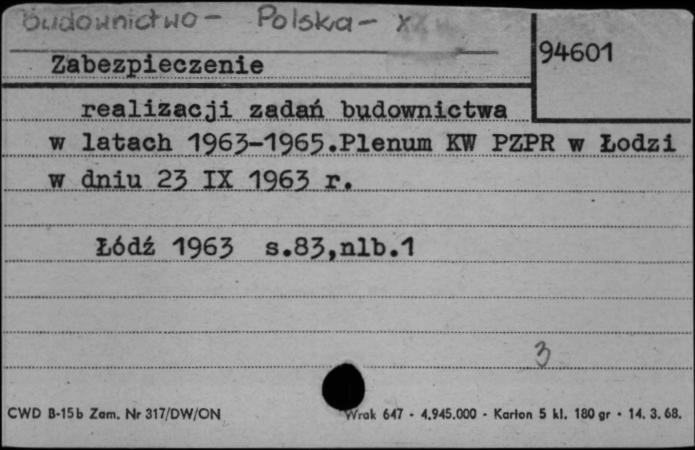 Budownictwo - Polska -
94601
Zabezpieczenie
realizacji zadań budownictwa
w latach 1963-1965.Plenum KW PZPR w Łodzi
w dniu 23 IX 1963 r.
Łódź 1963 s.83,nlb.1
3
CWD B-15b Zam. Nr 317/DW/ON Wrak 647 - 4.945.000 - Karton 5 kl. 180 gr - 14. 3. 68.